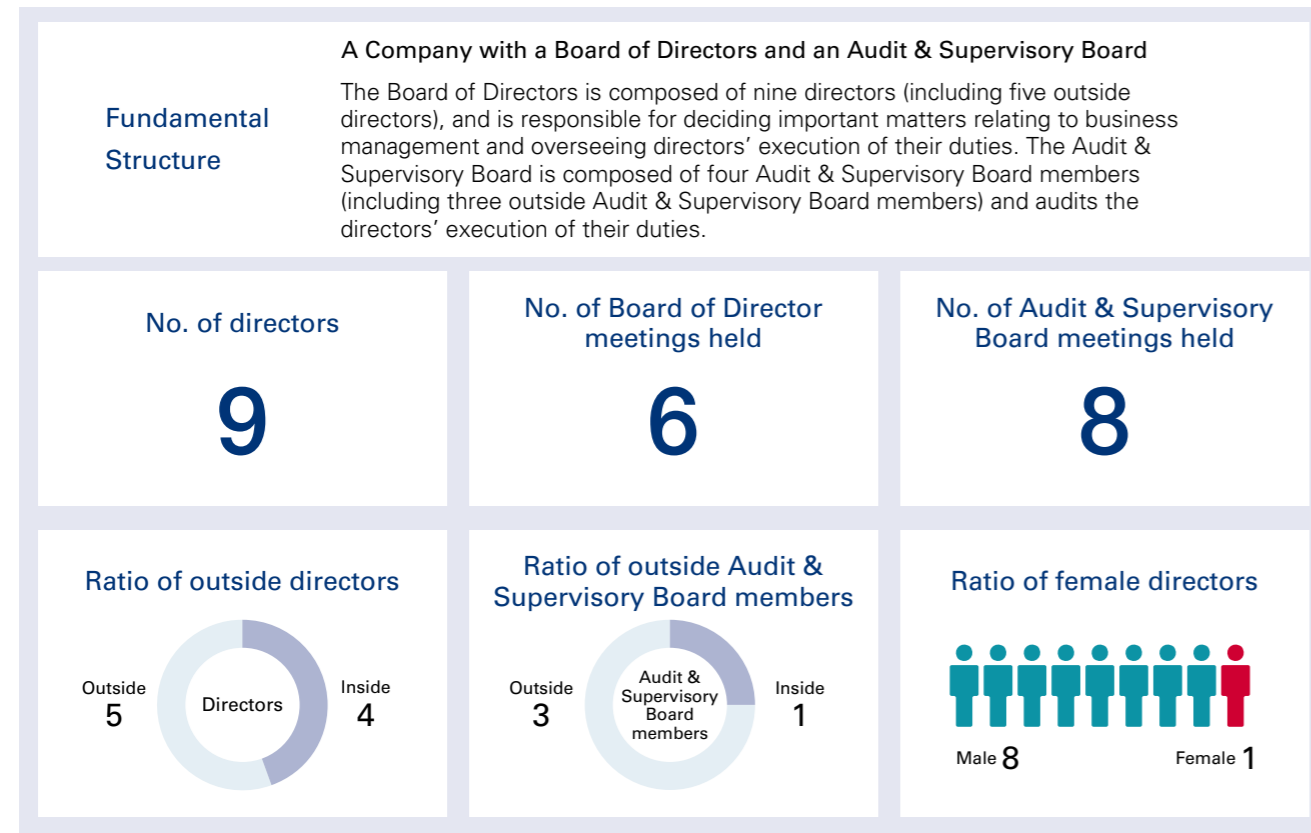 Fundamental
Structure
A Company with a Board of Directors and an Audit & Supervisory Board
The Board of Directors is composed of nine directors (including five outside
directors), and is responsible for deciding important matters relating to business
management and overseeing directors’ execution of their duties. The Audit &
Supervisory Board is composed of four Audit & Supervisory Board members
(including three outside Audit & Supervisory Board members) and audits the
directors’ execution of their duties.
No. of directors
9
No. of Board of Director
meetings held
6
No. of Audit & Supervisory
Board meetings held
8
Ratio of outside directors
Outside
5
Directors
Inside
4
Ratio of outside Audit &
Supervisory Board members
Outside
3
Audit &
Supervisory
Board
members
Inside
1
Ratio of female directors
Male 8
Female 1